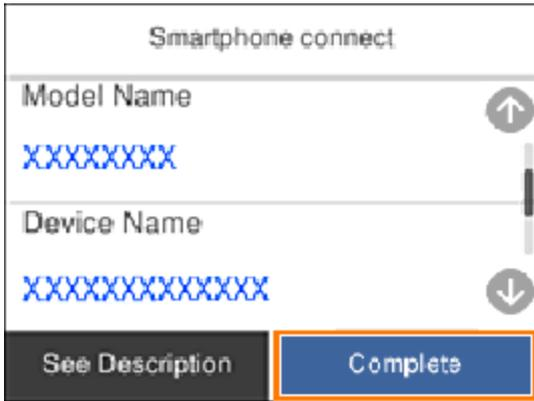 Smartphone connect
Model Name
XXXXXXXX
Device Name
XXXXXXXXXXXXX
See Description
Complete